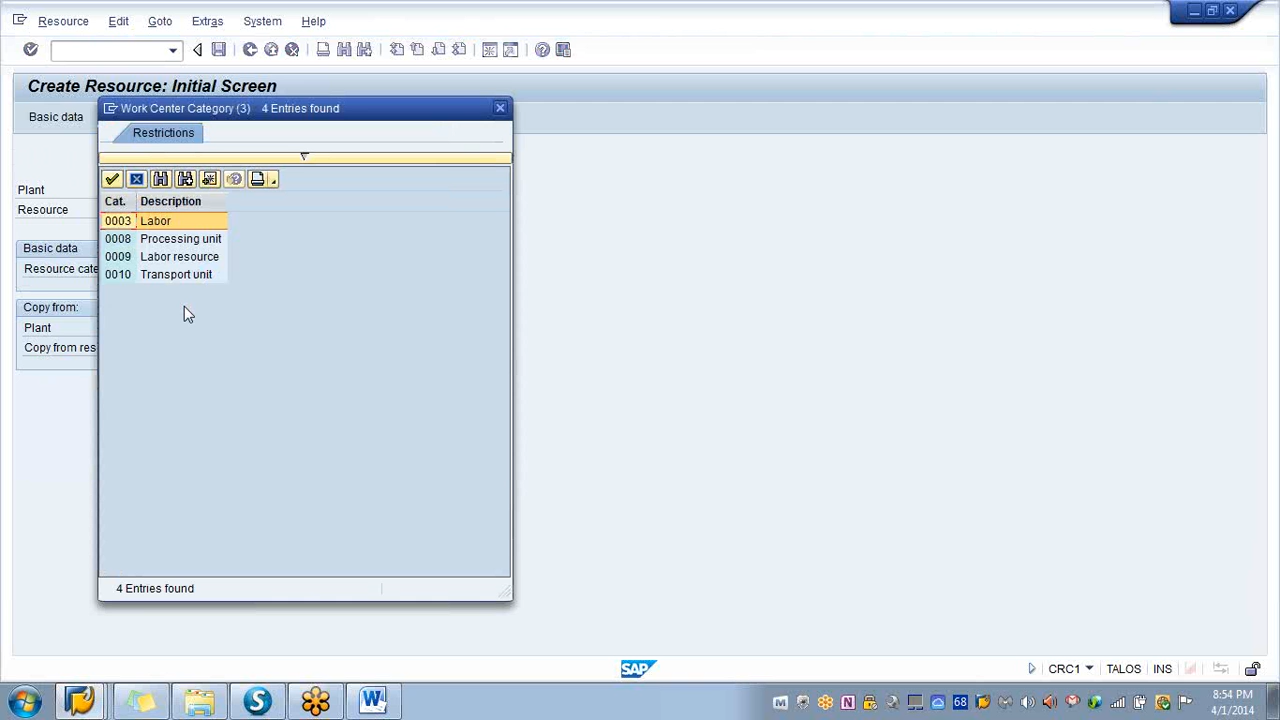 Resource Edit Goto Extras System Help
Create Resource: Initial Screen
Work Center Category (3) 4 Entries found
Basic data
Restrictions
Plant
Resource
Cat. Description
0003 Labor
0008 Processing unit
0009 Labor resource
0010 Transport unit
Basic data
Resource cate
Copy from:
Plant
Copy from res
4 Entries found
SAP
CRC1 TALOS INS
S
W
M
N
68
8:54 PM
4/1/2014